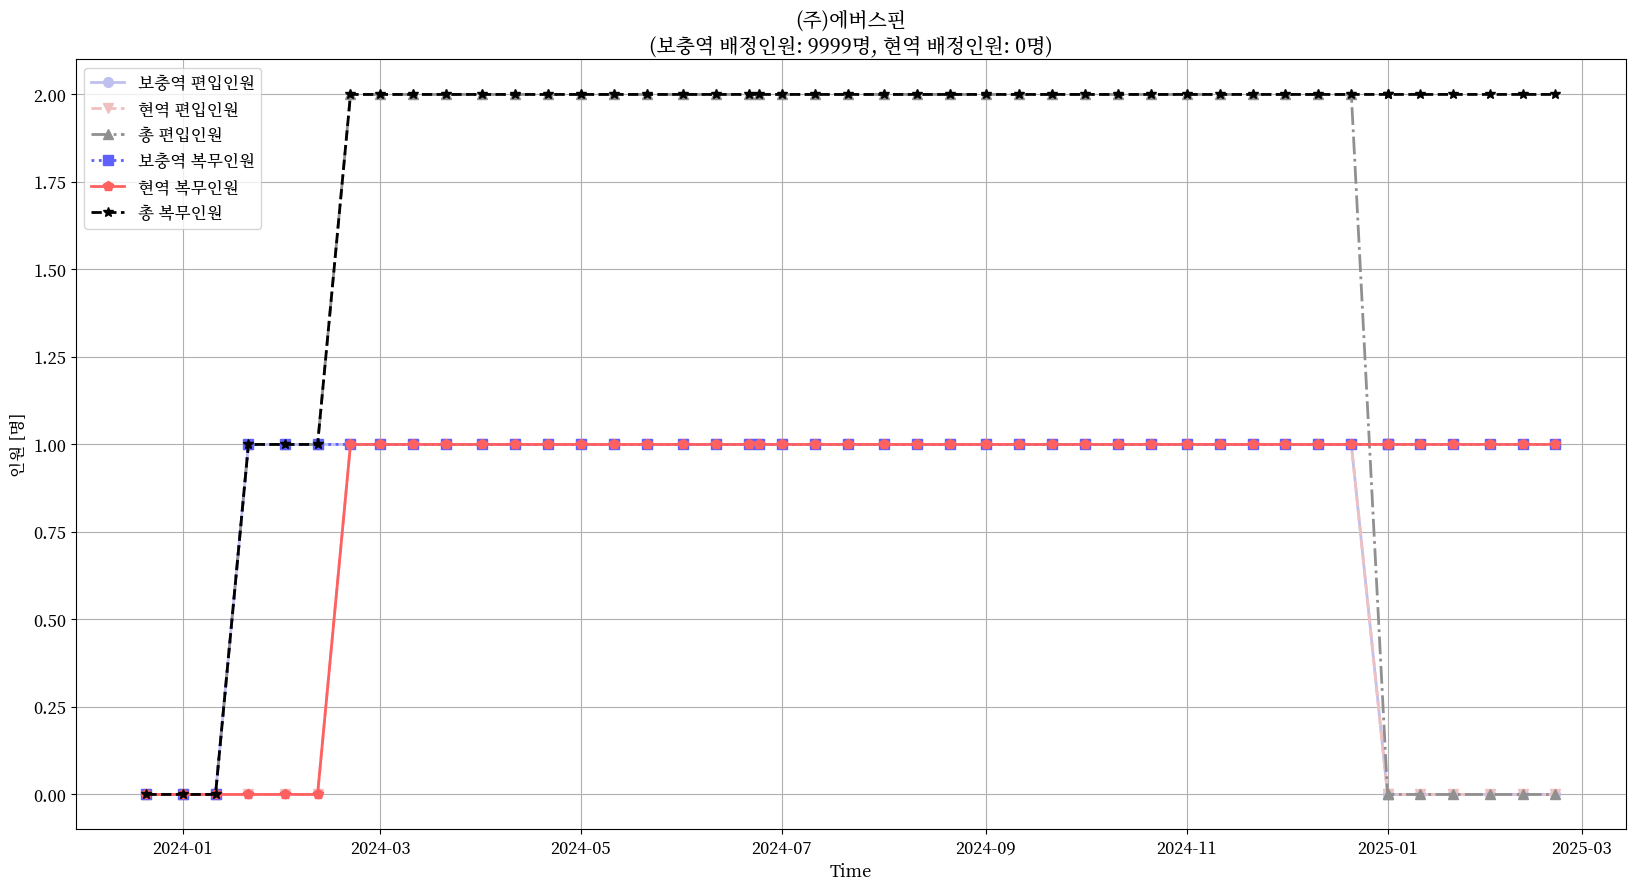 (주)에버스핀
(보충역 배정인원: 9999명, 현역 배정인원: 0명)
보충역 편입인원
현역 편입인원
총 편입인원
보충역 복무인원
현역 복무인원
총 복무인원
인원 [명]
2.00
1.75
1.50
1.25
1.00
0.75
0.50
0.25
0.00
2024-01
2024-03
2024-05
2024-07
2024-09
2024-11
2025-01
2025-03
Time